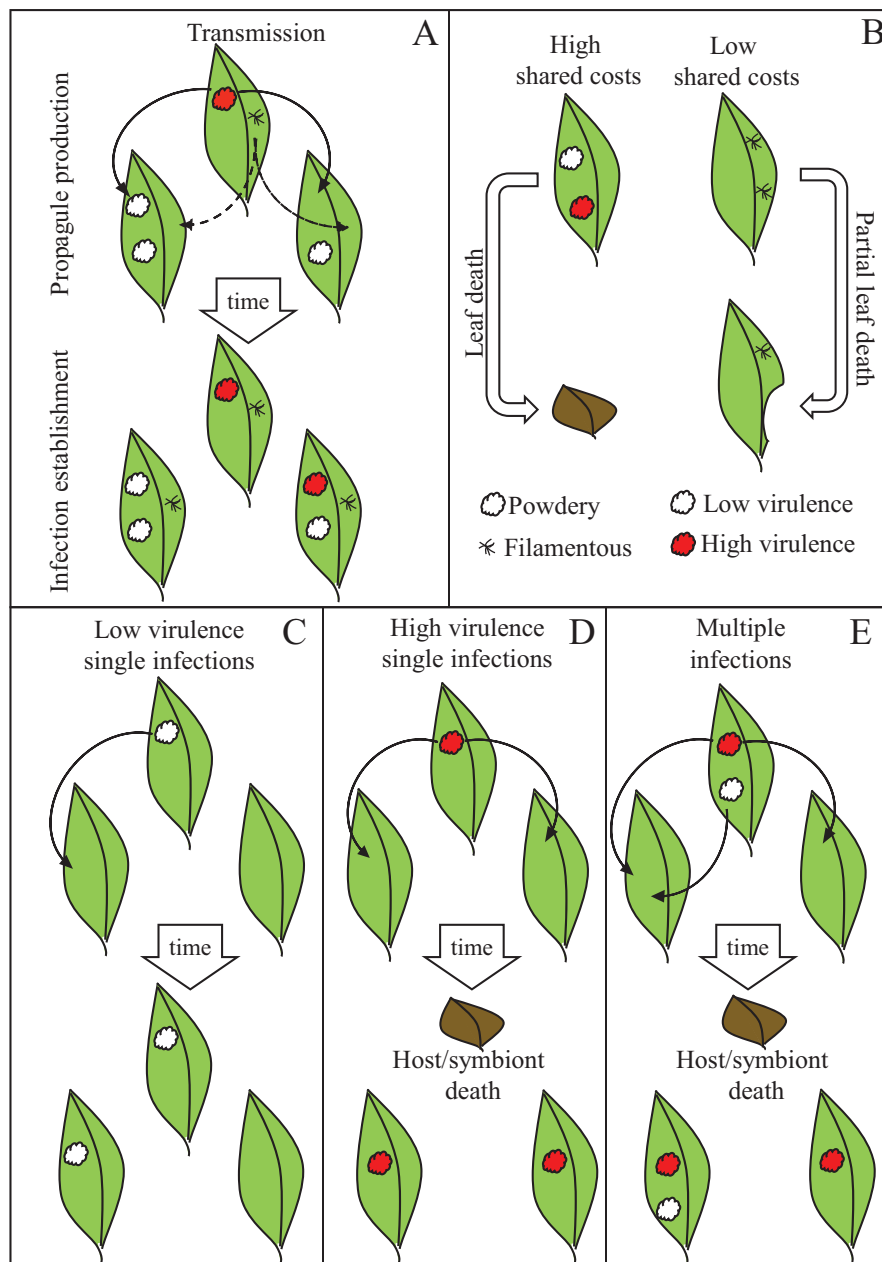 Transmission
A
Propagule production
time
Infection establishment
B
High
shared costs
Low
shared costs
Leaf death
Partial leaf death
Powdery
Low virulence
Filamentous
High virulence
C
Low virulence
single infections
time
D
High virulence
single infections
time
Host/symbiont
death
E
Multiple
infections
time
Host/symbiont
death